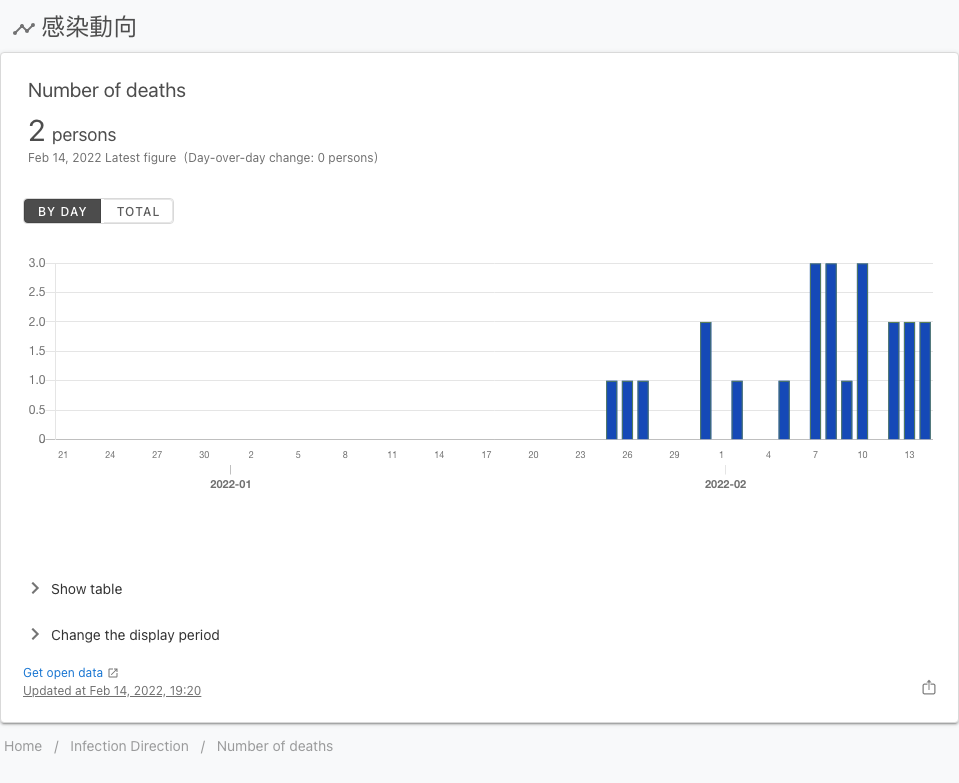 感染動向
Number of deaths
2 persons
Feb 14, 2022 Latest figure (Day-over-day change: 0 persons)
BY DAY TOTAL
3.0
2.5
2.0
1.5
1.0
0.5
0
21 24 27 30 2 5 8 11 14 17 20 23 26 29 1 4 7 10 13
2022-01 2022-02
Show table
Change the display period
Get open data
Updated at Feb 14, 2022, 19:20
Home / Infection Direction / Number of deaths